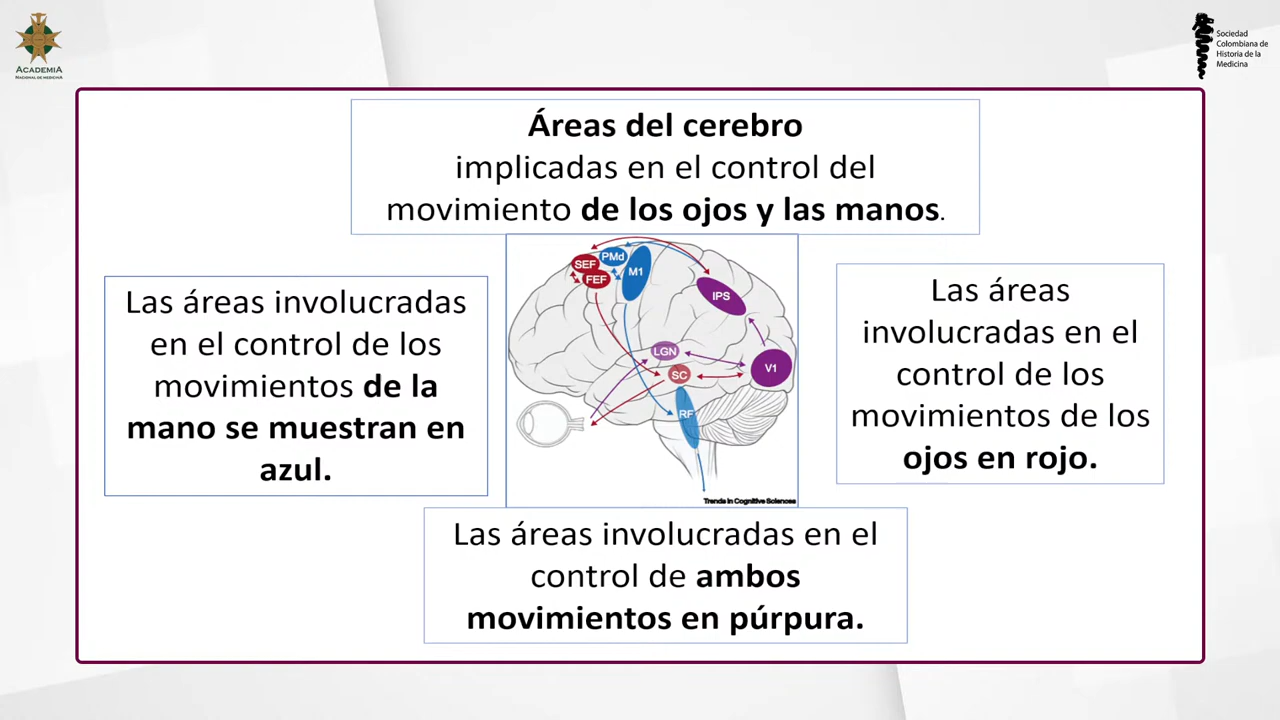 ACADEMIA
NACIONAL DE MEDICINA
Sociedad
Colombiana de
Historia de la
Medicina
Áreas del cerebro
implicadas en el control del
movimiento de los ojos y las manos.
Las áreas involucradas
en el control de los
movimientos de la
mano se muestran en
azul.
SEF
PMd
FEF
M1
IPS
LGN
SC
V1
RF
Trends in Cognitive Sciences
Las áreas
involucradas en el
control de los
movimientos de los
ojos en rojo.
Las áreas involucradas en el
control de ambos
movimientos en púrpura.